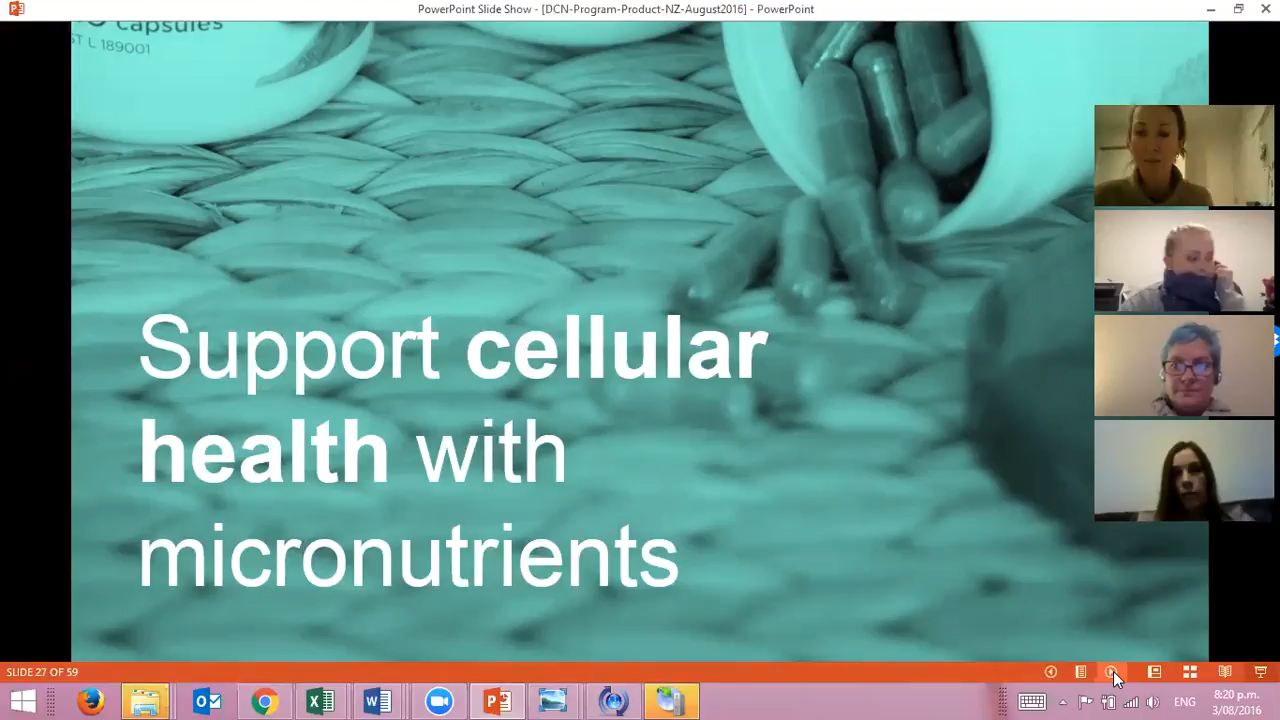 PowerPoint Slide Show - [DCN-Program-Product-NZ-August2016] - PowerPoint
capsules
ST L 189001
Support cellular
health with
micronutrients
SLIDE 27 OF 59
ENG
8:20 p.m.
3/08/2016